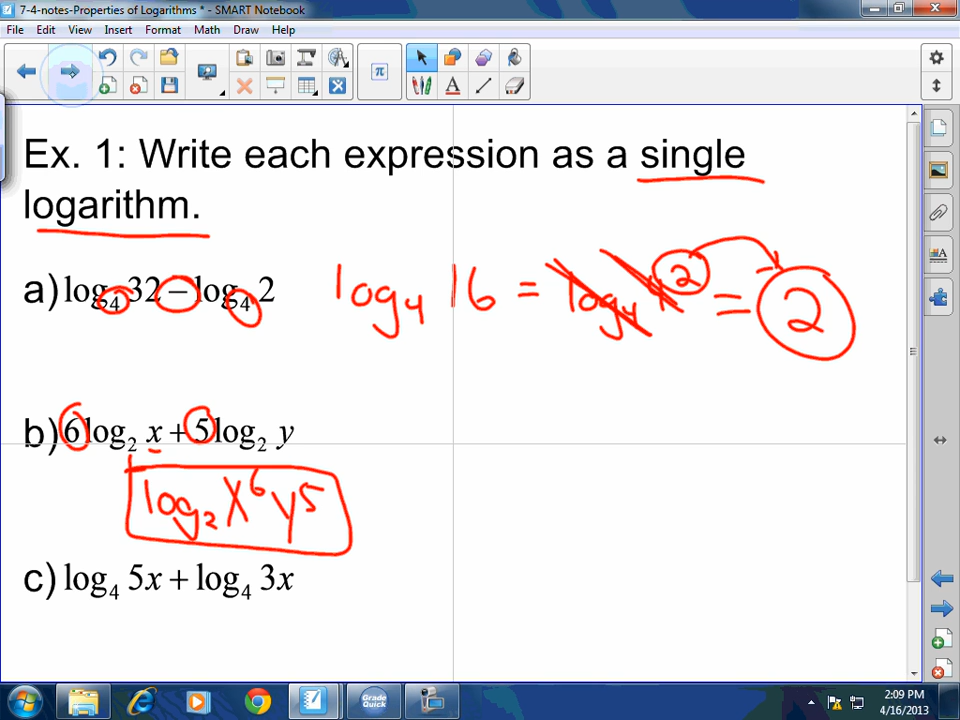 7-4-notes-Properties of Logarithms * - SMART Notebook
File Edit View Insert Format Math Draw Help
π A
Ex. 1: Write each expression as a single
logarithm.
a) log₄ 32 − log₄ 2 log₄ 16 = log₄ 4² = 2
b) 6log₂ x + 5log₂ y
log₂ x⁶y⁵
c) log₄ 5x + log₄ 3x
Grade Quick
2:09 PM
4/16/2013